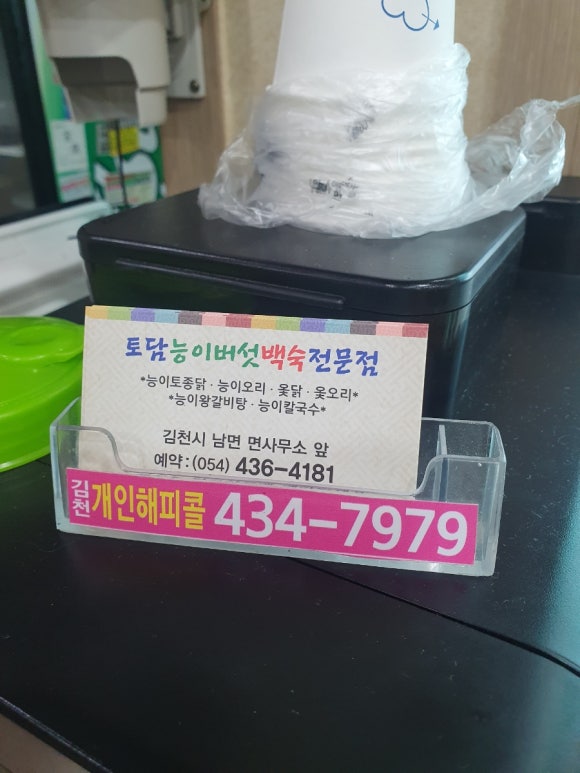 토담능이버섯백숙전문점
*능이토종닭 · 능이오리 · 옻닭 · 옻오리*
*능이왕갈비탕 · 능이칼국수*
김천시 남면 면사무소 앞
예약 : (054) 436-4181
김천 개인해피콜 434-7979